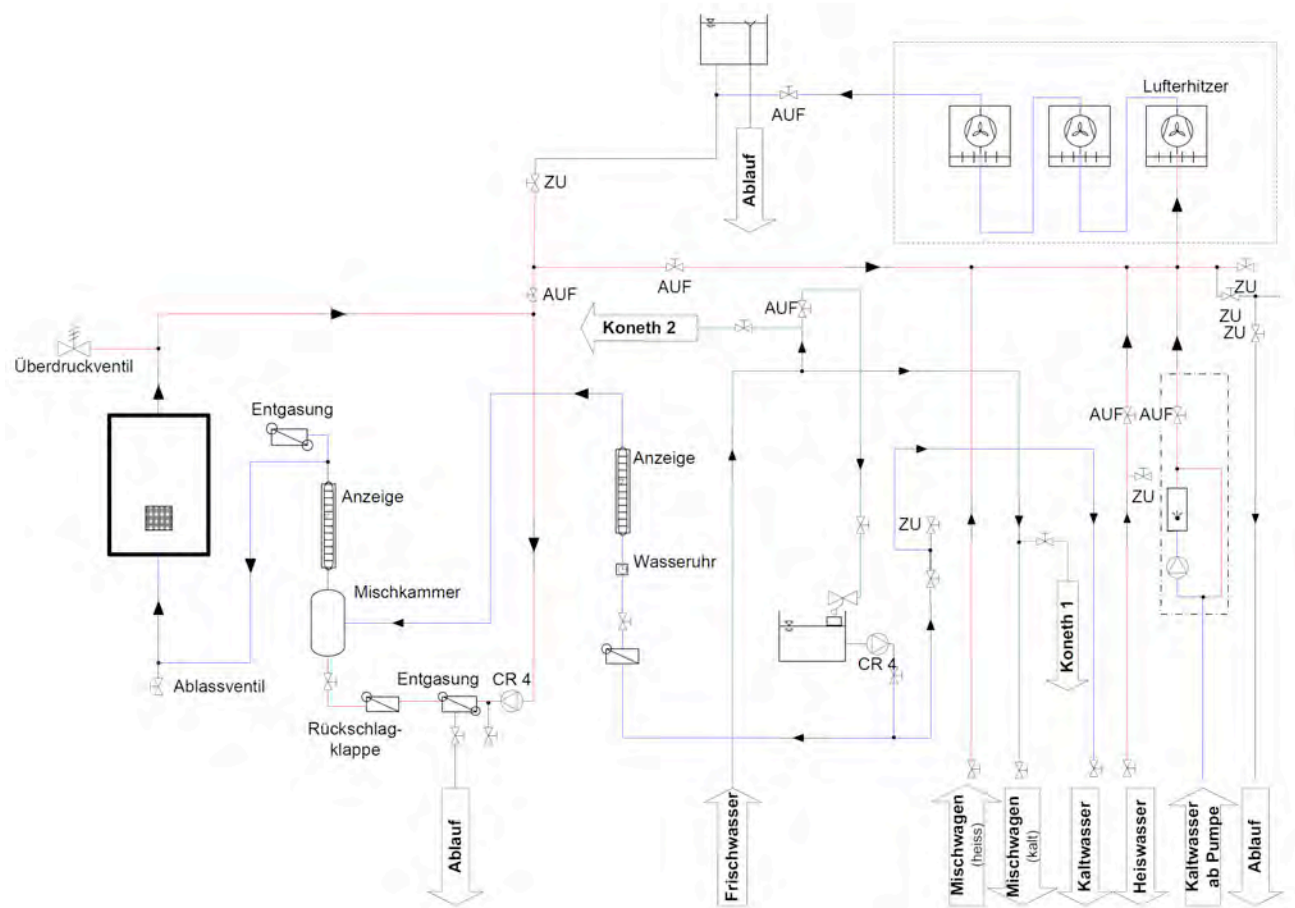 Lufterhitzer
AUF
Ablauf
ZU
AUF
AUF
AUF
ZU
ZU
ZU
Koneth 2
Überdruckventil
Entgasung
AUF
AUF
Anzeige
Anzeige
ZU
ZU
Wasseruhr
Mischkammer
Koneth 1
CR 4
Ablassventil
Entgasung
CR 4
Rückschlag-
klappe
Ablauf
Frischwasser
Mischwagen
(heiss)
Mischwagen
(kalt)
Kaltwasser
Heiswasser
Kaltwasser
ab Pumpe
Ablauf